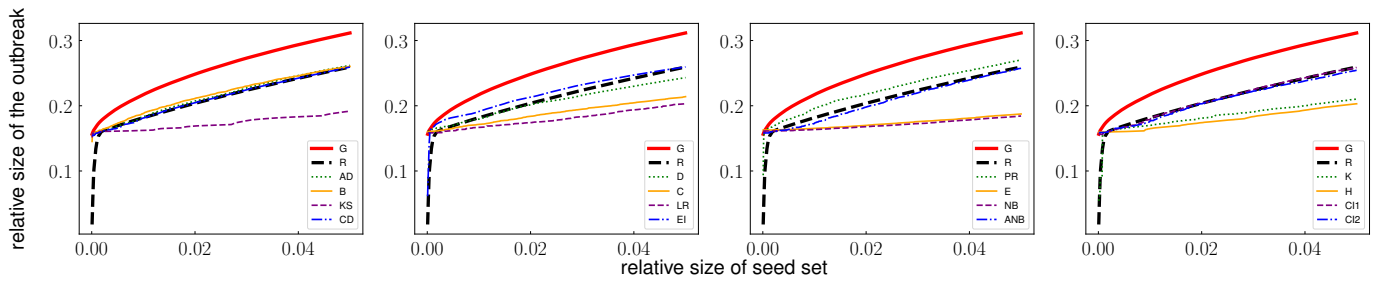 relative size of the outbreak
0.3
0.2
0.1
0.00
0.02
0.04
G
R
AD
B
KS
CD
0.3
0.2
0.1
0.00
0.02
0.04
G
R
D
C
LR
EI
0.3
0.2
0.1
0.00
0.02
0.04
G
R
PR
E
NB
ANB
0.3
0.2
0.1
0.00
0.02
0.04
G
R
K
H
CI1
CI2
relative size of seed set